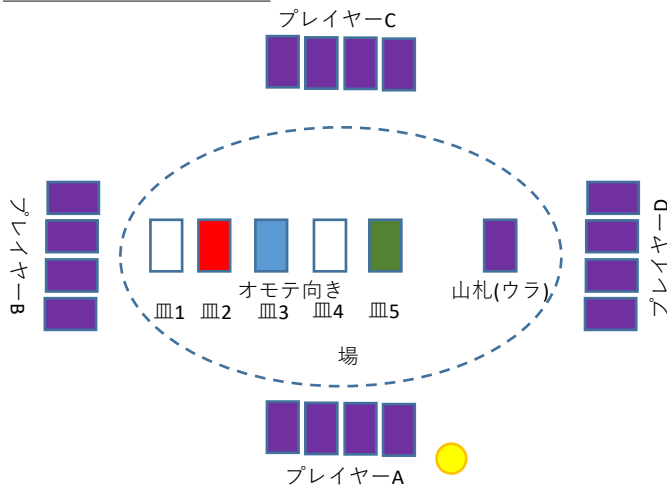 プレイヤーC
プレイヤーB
プレイヤーD
オモテ向き
山札(ウラ)
皿1
皿2
皿3
皿4
皿5
場
プレイヤーA